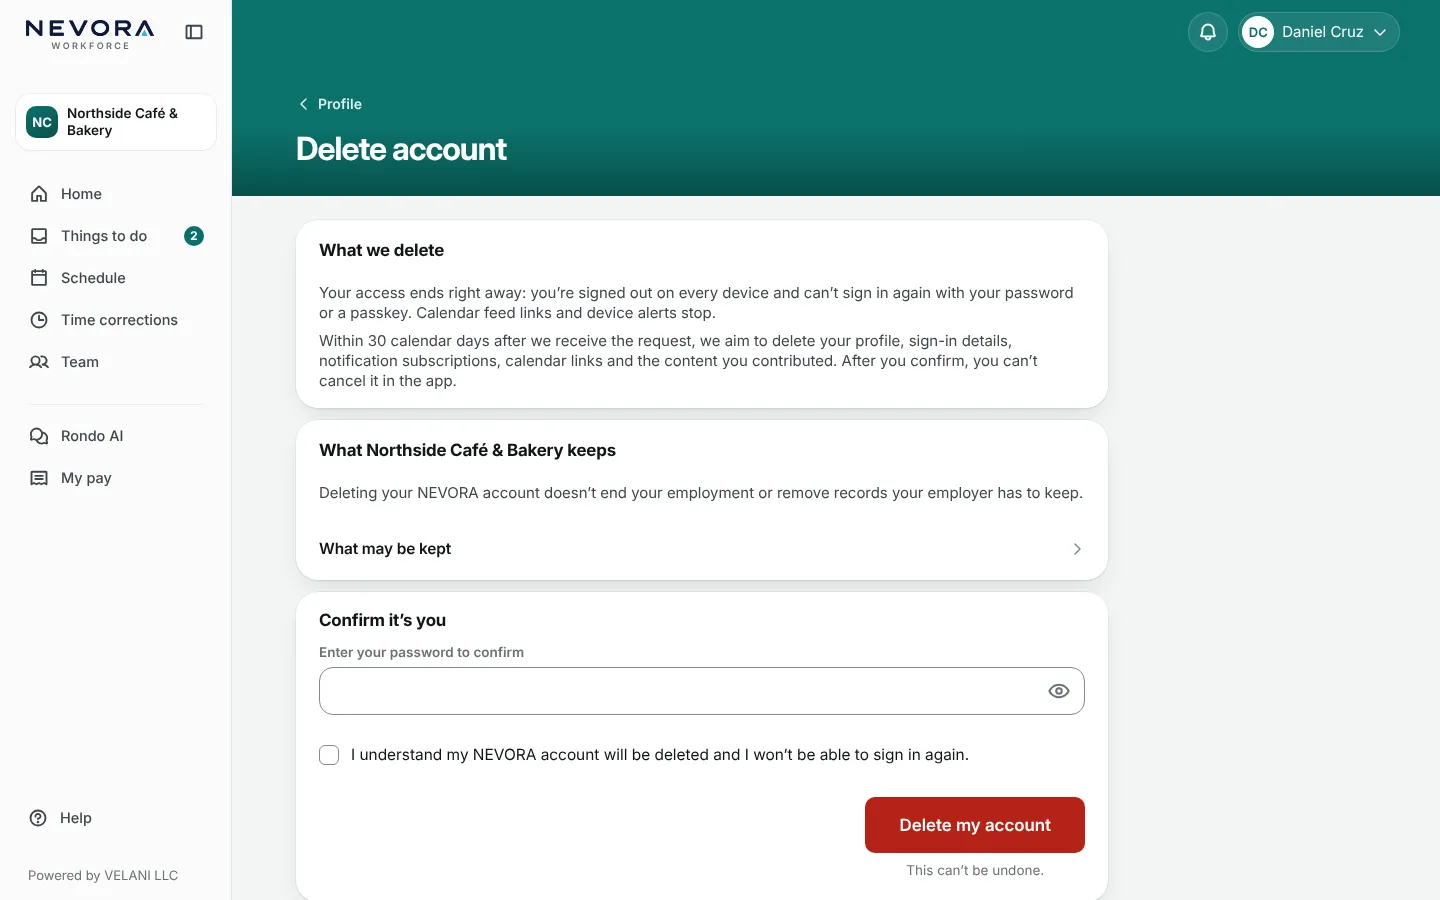 NEVORA
WORKFORCE
NC
Northside Café &
Bakery
Home
Things to do
2
Schedule
Time corrections
Team
Rondo AI
My pay
Help
Powered by VELANI LLC
DC
Daniel Cruz
Profile
Delete account
What we delete
Your access ends right away: you’re signed out on every device and can’t sign in again with your password
or a passkey. Calendar feed links and device alerts stop.
Within 30 calendar days after we receive the request, we aim to delete your profile, sign-in details,
notification subscriptions, calendar links and the content you contributed. After you confirm, you can’t
cancel it in the app.
What Northside Café & Bakery keeps
Deleting your NEVORA account doesn’t end your employment or remove records your employer has to keep.
What may be kept
Confirm it’s you
Enter your password to confirm
I understand my NEVORA account will be deleted and I won’t be able to sign in again.
Delete my account
This can’t be undone.